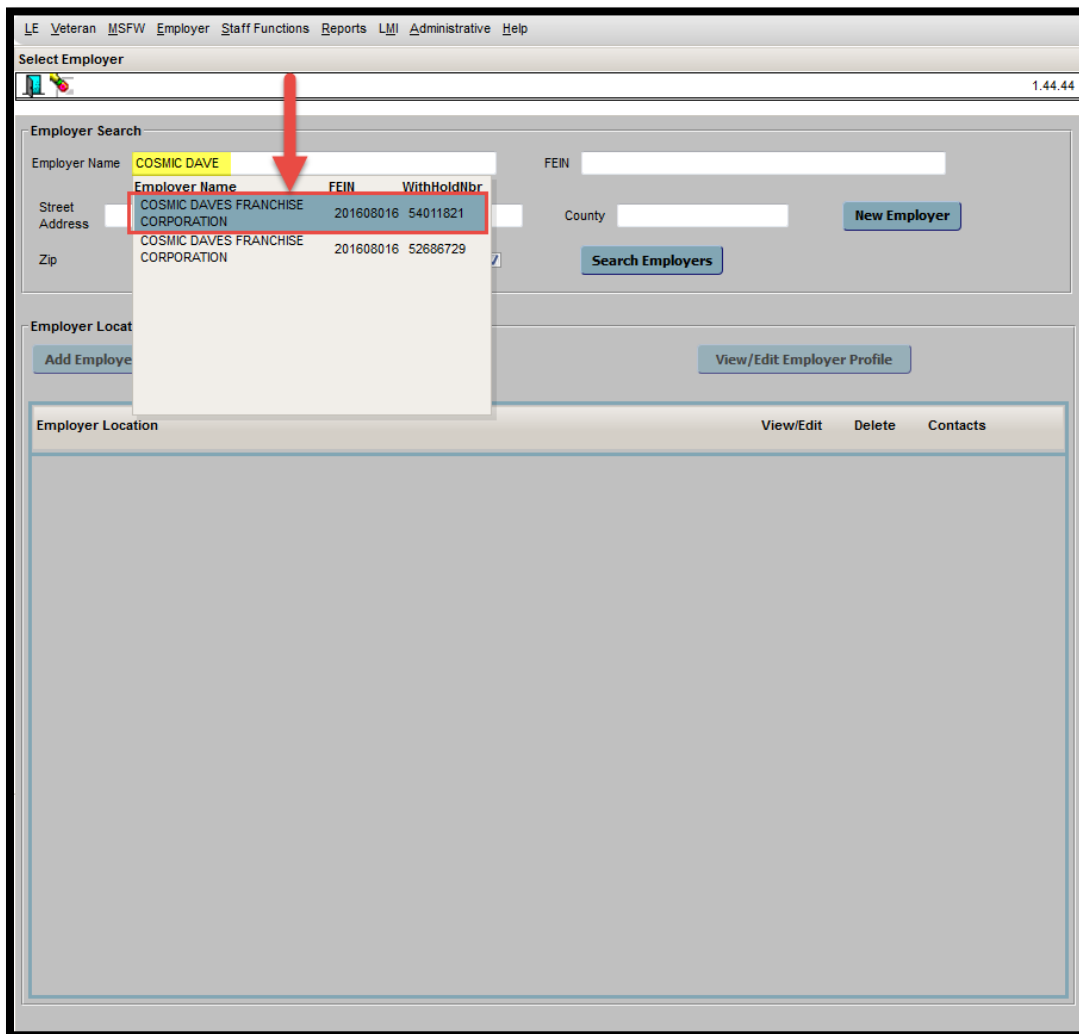 LE Veteran MSFW Employer Staff Functions Reports LMI Administrative Help
Select Employer
1.44.44
Employer Search
Employer Name COSMIC DAVE FEIN
Employer Name FEIN WithHoldNbr
COSMIC DAVES FRANCHISE
CORPORATION 201608016 54011821
Street
Address County New Employer
COSMIC DAVES FRANCHISE
CORPORATION 201608016 52686729
Zip Search Employers
Employer Locat
Add Employe View/Edit Employer Profile
Employer Location View/Edit Delete Contacts